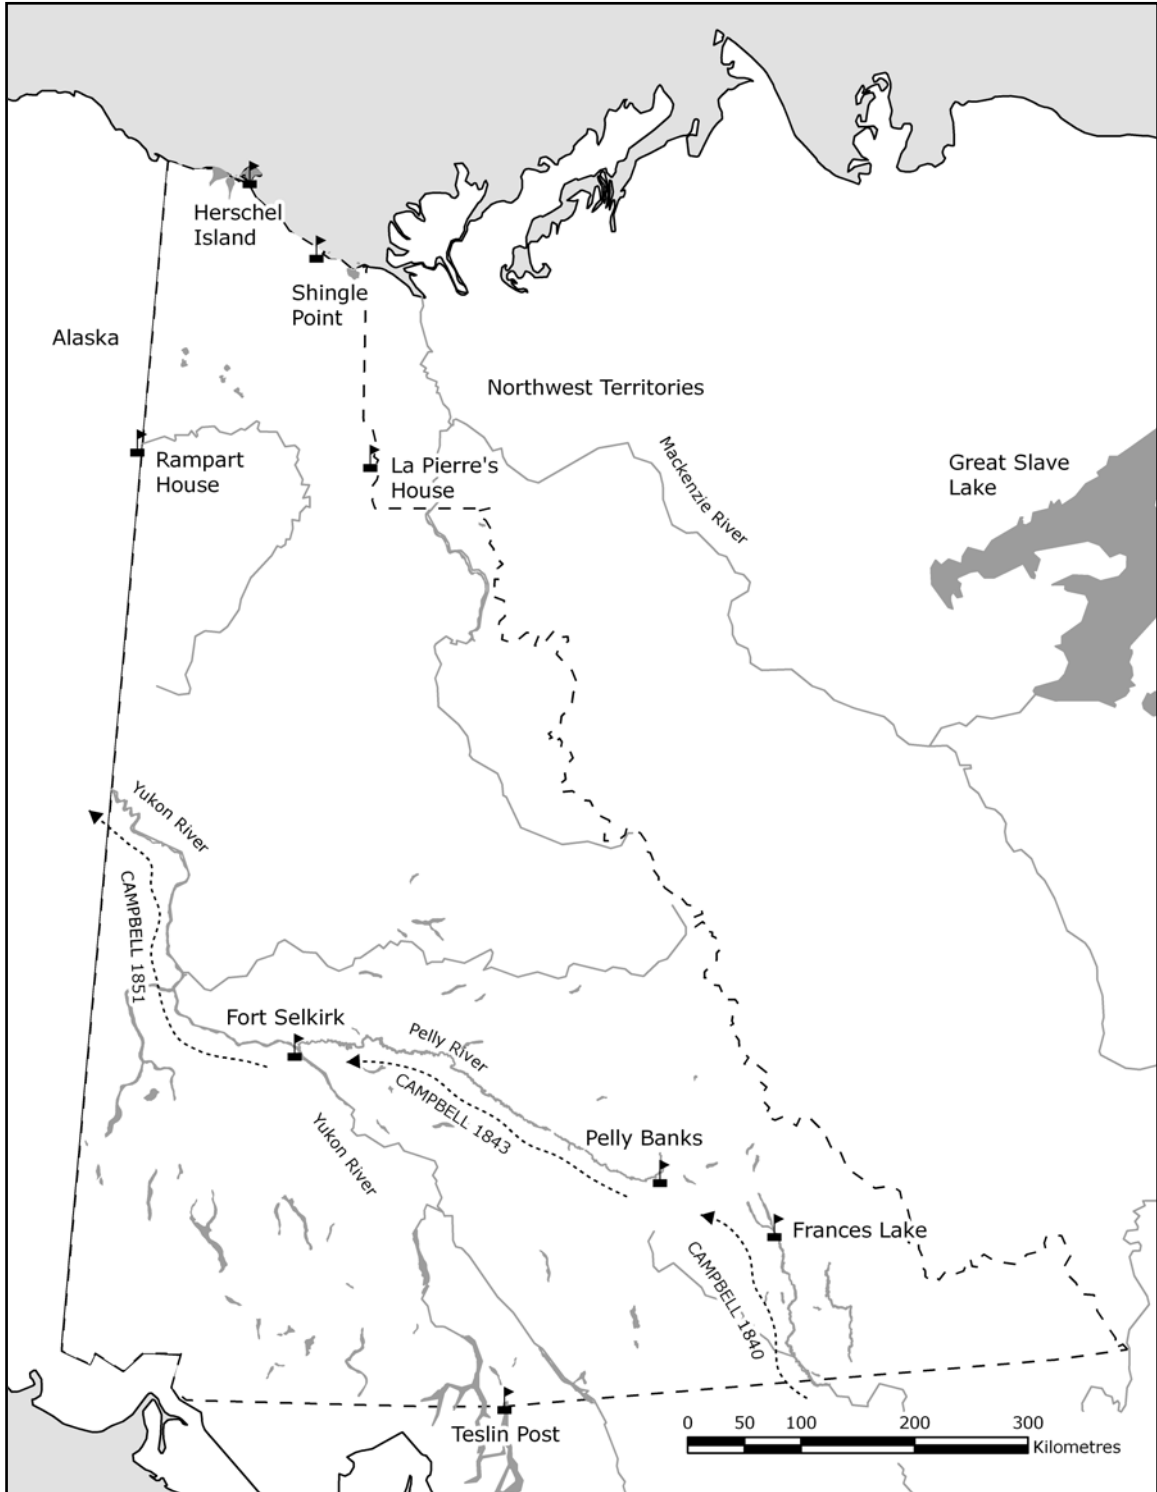 Herschel
Island
Shingle
Point
Alaska
Northwest Territories
Rampart
House
La Pierre's
House
Mackenzie River
Great Slave
Lake
Yukon River
CAMPBELL 1851
Fort Selkirk
Pelly River
CAMPBELL 1843
Yukon River
Pelly Banks
Frances Lake
CAMPBELL 1840
Teslin Post
0 50 100 200 300
Kilometres